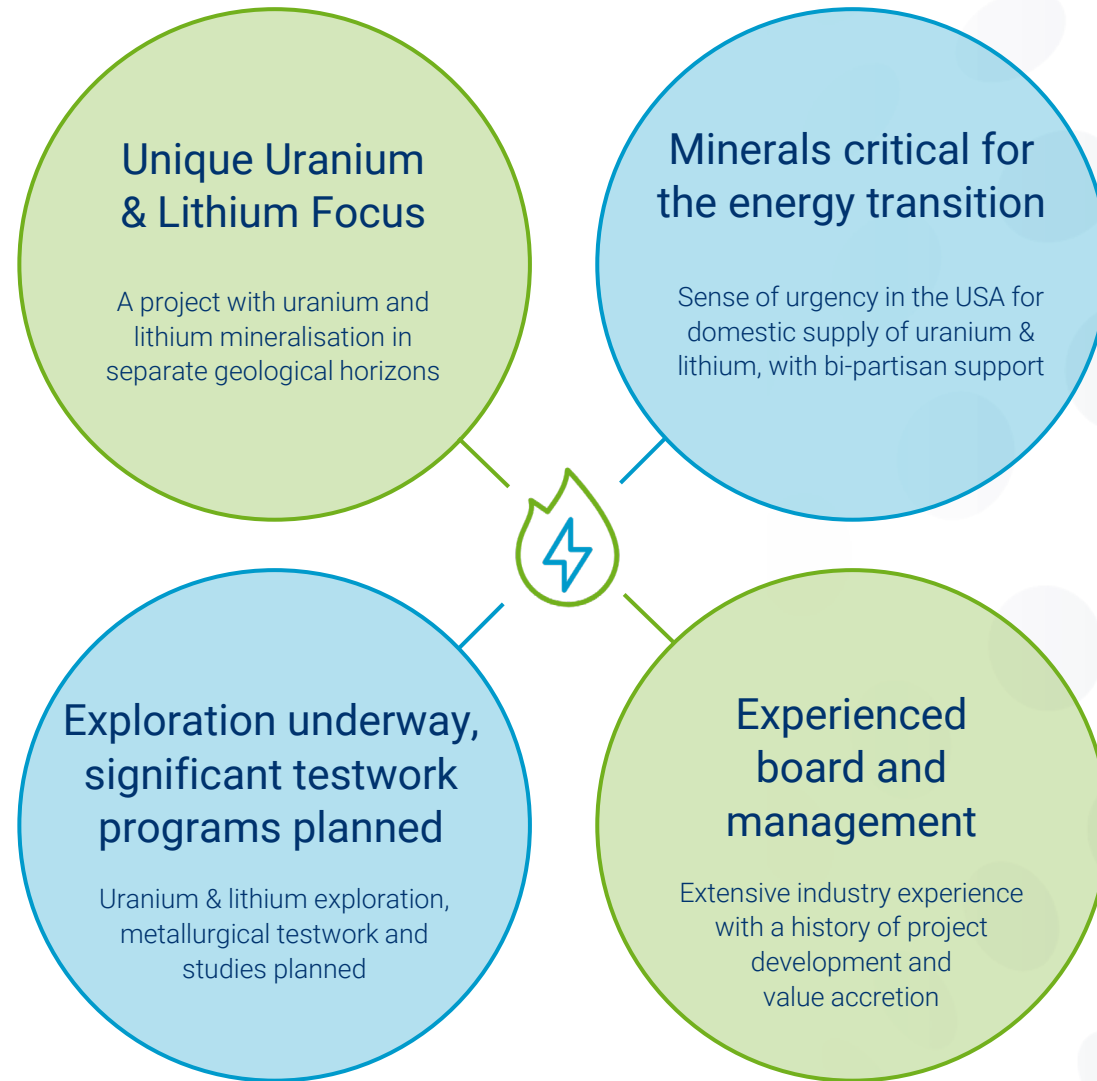 Unique Uranium
& Lithium Focus
A project with uranium and
lithium mineralisation in
separate geological horizons
Minerals critical for
the energy transition
Sense of urgency in the USA for
domestic supply of uranium &
lithium, with bi-partisan support
Exploration underway,
significant testwork
programs planned
Uranium & lithium exploration,
metallurgical testwork and
studies planned
Experienced
board and
management
Extensive industry experience
with a history of project
development and
value accretion